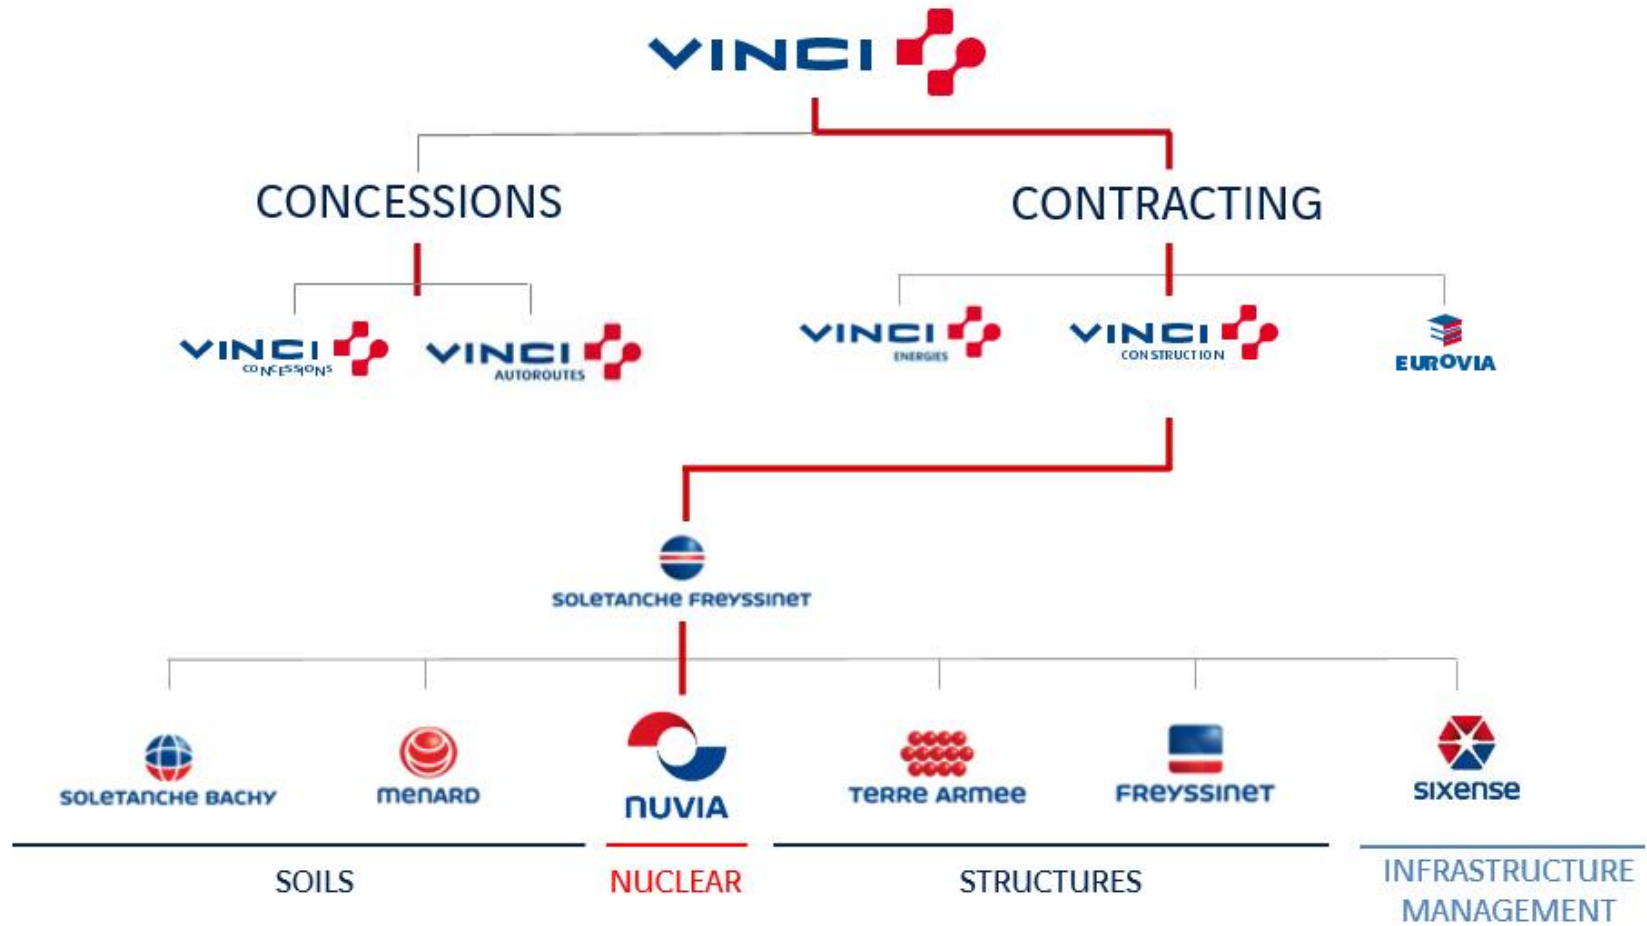 VINCI
CONCESSIONS
CONTRACTING
VINCI
CONCESSIONS
VINCI
AUTOROUTES
VINCI
ENERGIES
VINCI
CONSTRUCTION
EUROVIA
SOLETANCHE FREYSSINET
SOLETANCHE BACHY
MENARD
NUVIA
TERRE ARMEE
FREYSSINET
SIXENSE
SOILS
NUCLEAR
STRUCTURES
INFRASTRUCTURE
MANAGEMENT